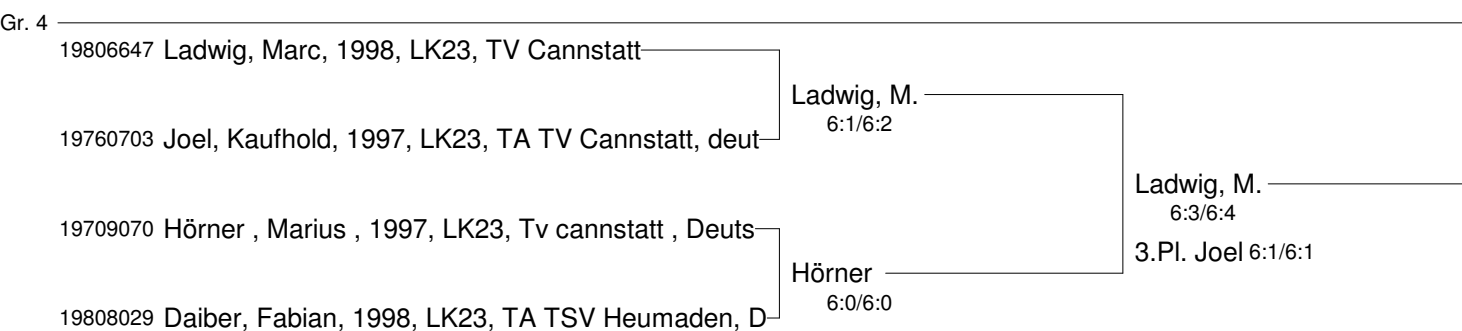 Gr. 4
19806647 Ladwig, Marc, 1998, LK23, TV Cannstatt
Ladwig, M.
6:1/6:2
19760703 Joel, Kaufhold, 1997, LK23, TA TV Cannstatt, deut
Ladwig, M.
6:3/6:4
19709070 Hörner , Marius , 1997, LK23, Tv cannstatt , Deuts
3.Pl. Joel 6:1/6:1
Hörner
6:0/6:0
19808029 Daiber, Fabian, 1998, LK23, TA TSV Heumaden, D